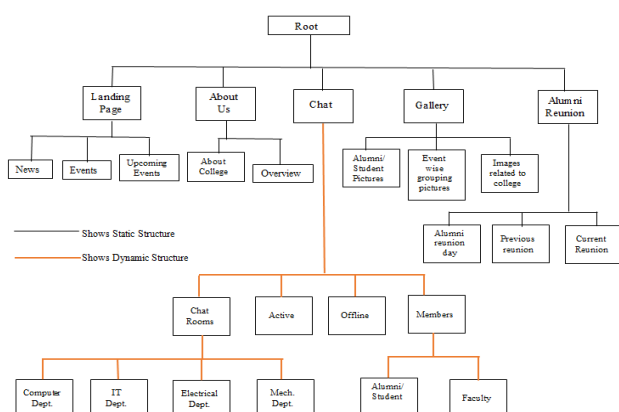 Root
Landing
Page
About
Us
Chat
Gallery
Alumni
Reunion
News
Events
Upcoming
Events
About
College
Overview
Alumni/
Student
Pictures
Event
wise
grouping
pictures
Images
related to
college
Alumni
reunion
day
Previous
reunion
Current
Reunion
Shows Static Structure
Shows Dynamic Structure
Chat
Rooms
Active
Offline
Members
Computer
Dept.
IT
Dept.
Electrical
Dept.
Mech.
Dept.
Alumni/
Student
Faculty